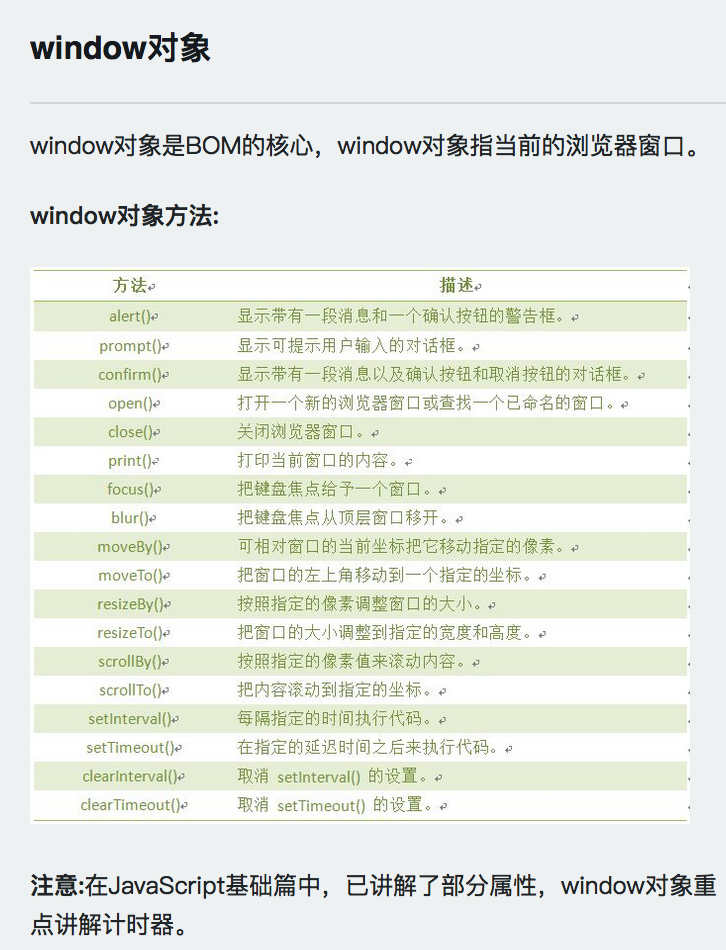 window对象
window对象是BOM的核心，window对象指当前的浏览器窗口。
window对象方法:
方法 描述
alert() 显示带有一段消息和一个确认按钮的警告框。
prompt() 显示可提示用户输入的对话框。
confirm() 显示带有一段消息以及确认按钮和取消按钮的对话框。
open() 打开一个新的浏览器窗口或查找一个已命名的窗口。
close() 关闭浏览器窗口。
print() 打印当前窗口的内容。
focus() 把键盘焦点给予一个窗口。
blur() 把键盘焦点从顶层窗口移开。
moveBy() 可相对窗口的当前坐标把它移动指定的像素。
moveTo() 把窗口的左上角移动到一个指定的坐标。
resizeBy() 按照指定的像素调整窗口的大小。
resizeTo() 把窗口的大小调整到指定的宽度和高度。
scrollBy() 按照指定的像素值来滚动内容。
scrollTo() 把内容滚动到指定的坐标。
setInterval() 每隔指定的时间执行代码。
setTimeout() 在指定的延迟时间之后来执行代码。
clearInterval() 取消 setInterval() 的设置。
clearTimeout() 取消 setTimeout() 的设置。
注意:在JavaScript基础篇中，已讲解了部分属性，window对象重
点讲解计时器。